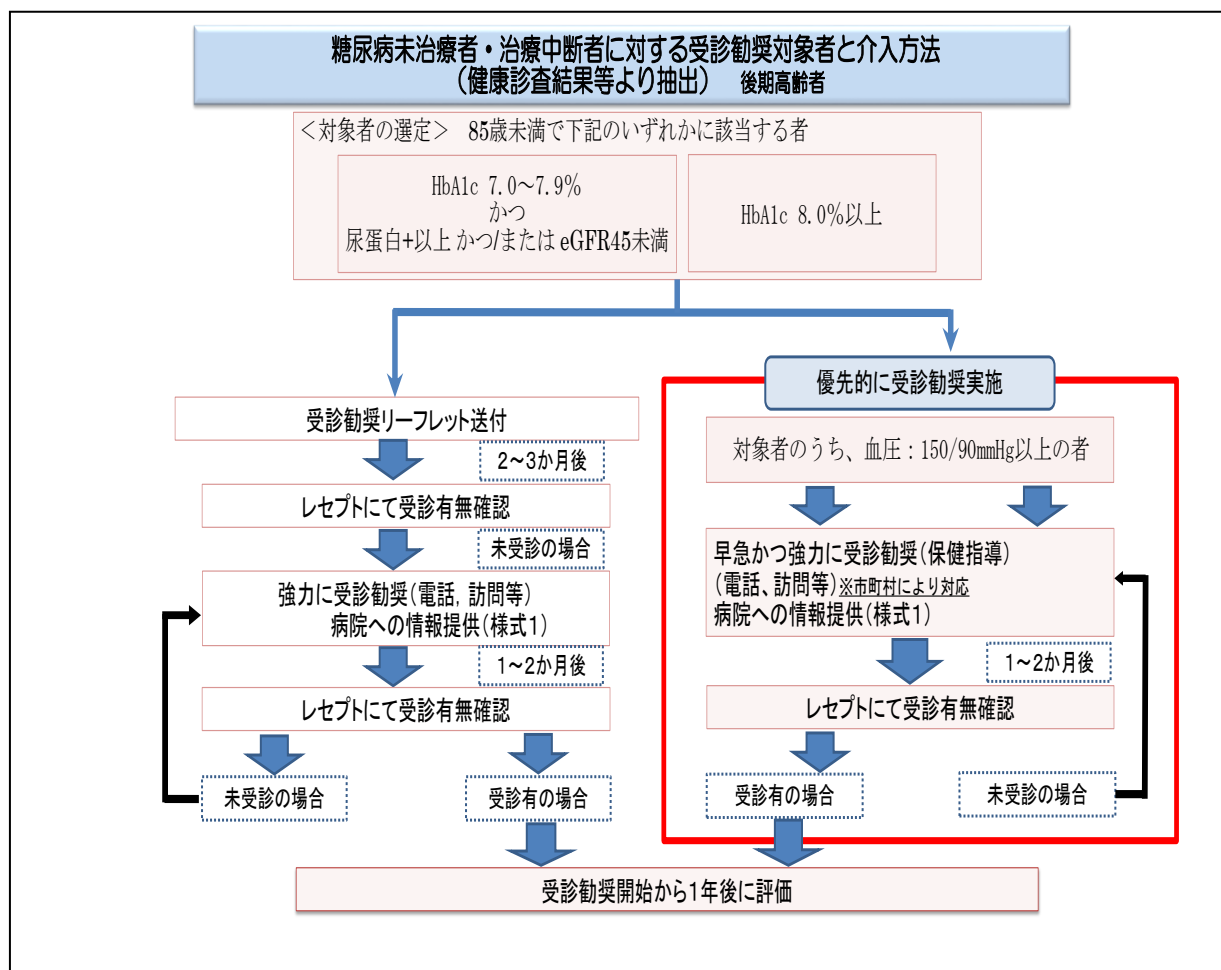 糖尿病未治療者・治療中断者に対する受診勧奨対象者と介入方法
（健康診査結果等より抽出）　後期高齢者
＜対象者の選定＞　85歳未満で下記のいずれかに該当する者
HbA1c 7.0～7.9%
かつ
尿蛋白+以上 かつ/または eGFR45未満
HbA1c 8.0%以上
受診勧奨リーフレット送付
2～3か月後
レセプトにて受診有無確認
未受診の場合
強力に受診勧奨（電話，訪問等）
病院への情報提供（様式1）
1～2か月後
レセプトにて受診有無確認
未受診の場合
受診有の場合
優先的に受診勧奨実施
対象者のうち、血圧：150/90mmHg以上の者
早急かつ強力に受診勧奨（保健指導）
（電話、訪問等）※市町村により対応
病院への情報提供（様式1）
1～2か月後
レセプトにて受診有無確認
受診有の場合
未受診の場合
受診勧奨開始から1年後に評価